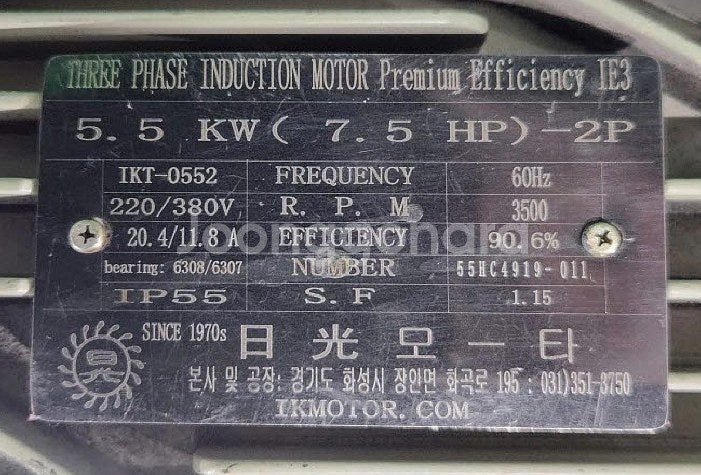 THREE PHASE INDUCTION MOTOR Premium Efficiency IE3
5.5 KW( 7.5 HP)-2P
IKT-0552 FREQUENCY 60Hz
220/380V R.P.M 3500
20.4/11.8 A EFFICIENCY 90.6%
bearing: 6308/6307 NUMBER 55HC4919-011
IP55 S.F 1.15
SINCE 1970s 日光모-타
본사 및 공장: 경기도 화성시 장안면 화곡로 195 : 031)351-3750
IKMOTOR.COM